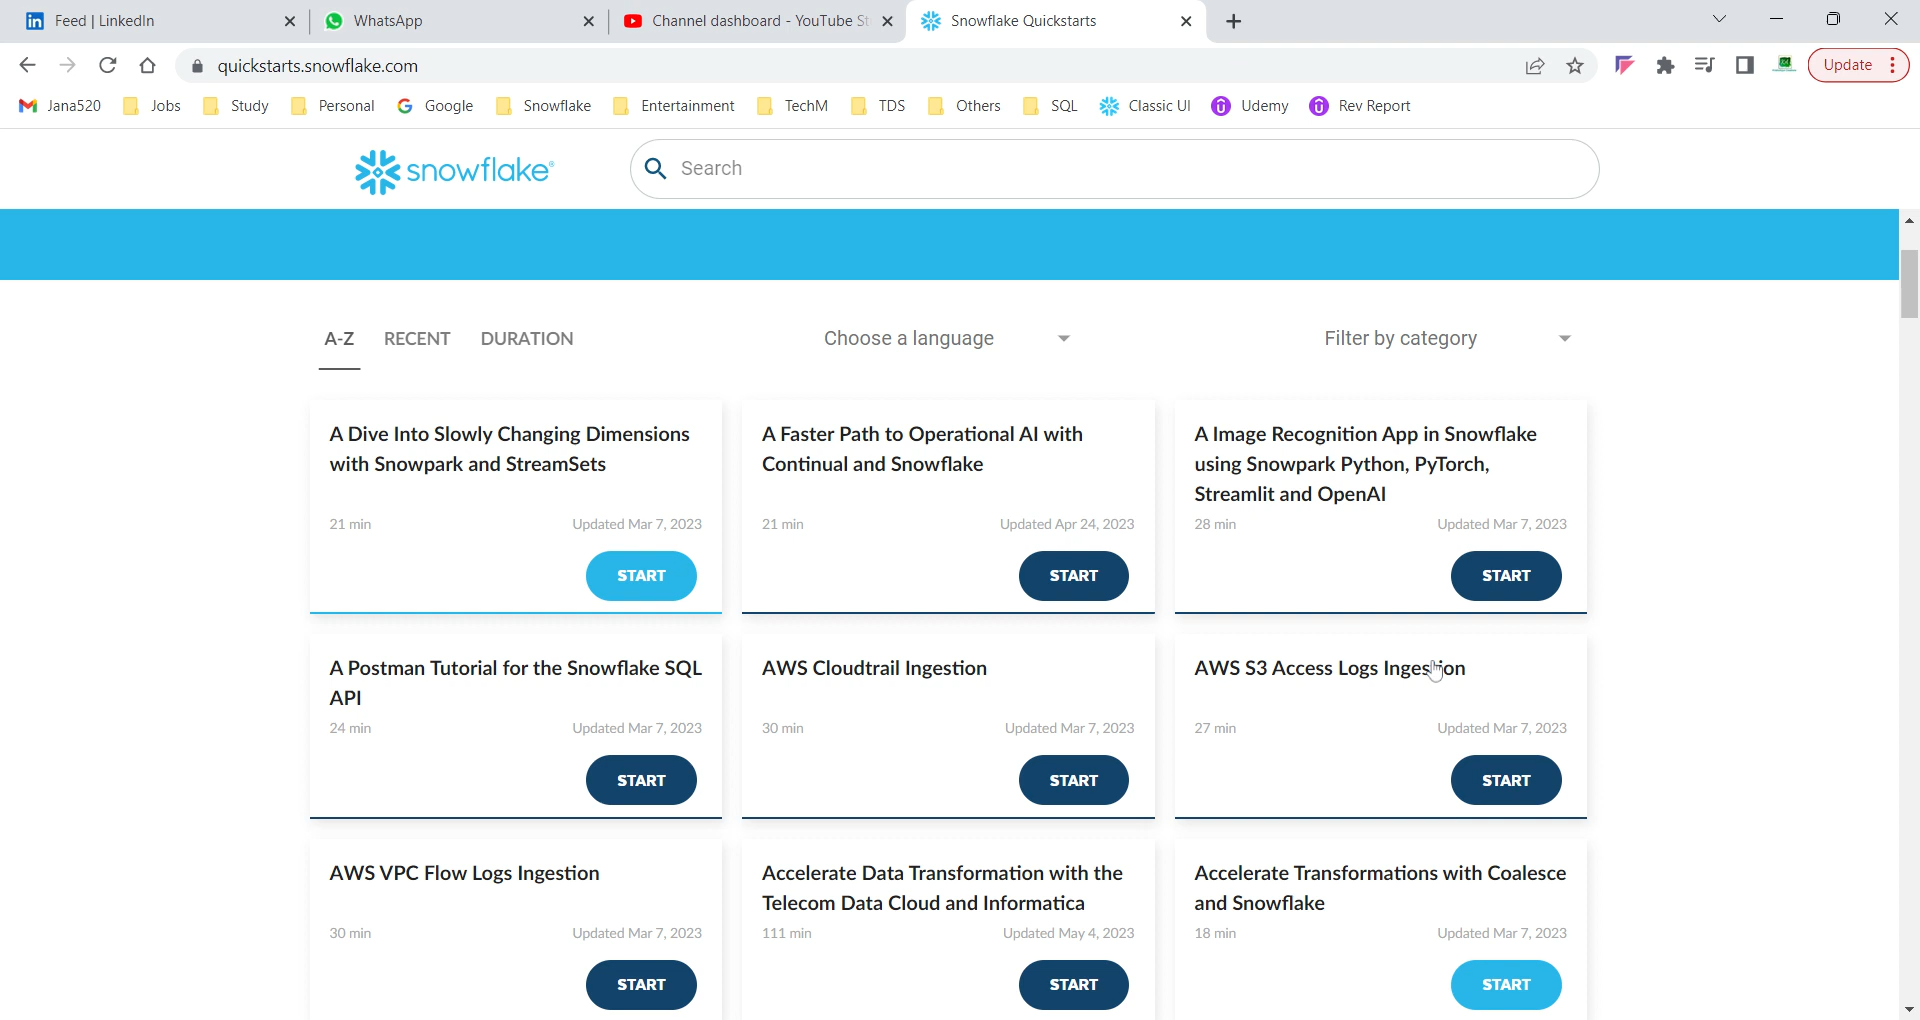 Feed | LinkedIn
WhatsApp
Channel dashboard - YouTube St
Snowflake Quickstarts
quickstarts.snowflake.com
Update
Jana520
Jobs
Study
Personal
Google
Snowflake
Entertainment
TechM
TDS
Others
SQL
Classic UI
Udemy
Rev Report
snowflake®
Search
A-Z
RECENT
DURATION
Choose a language
Filter by category
A Dive Into Slowly Changing Dimensions
with Snowpark and StreamSets
21 min
Updated Mar 7, 2023
START
A Faster Path to Operational AI with
Continual and Snowflake
21 min
Updated Apr 24, 2023
START
A Image Recognition App in Snowflake
using Snowpark Python, PyTorch,
Streamlit and OpenAI
28 min
Updated Mar 7, 2023
START
A Postman Tutorial for the Snowflake SQL
API
24 min
Updated Mar 7, 2023
START
AWS Cloudtrail Ingestion
30 min
Updated Mar 7, 2023
START
AWS S3 Access Logs Ingestion
27 min
Updated Mar 7, 2023
START
AWS VPC Flow Logs Ingestion
30 min
Updated Mar 7, 2023
START
Accelerate Data Transformation with the
Telecom Data Cloud and Informatica
111 min
Updated May 4, 2023
START
Accelerate Transformations with Coalesce
and Snowflake
18 min
Updated Mar 7, 2023
START